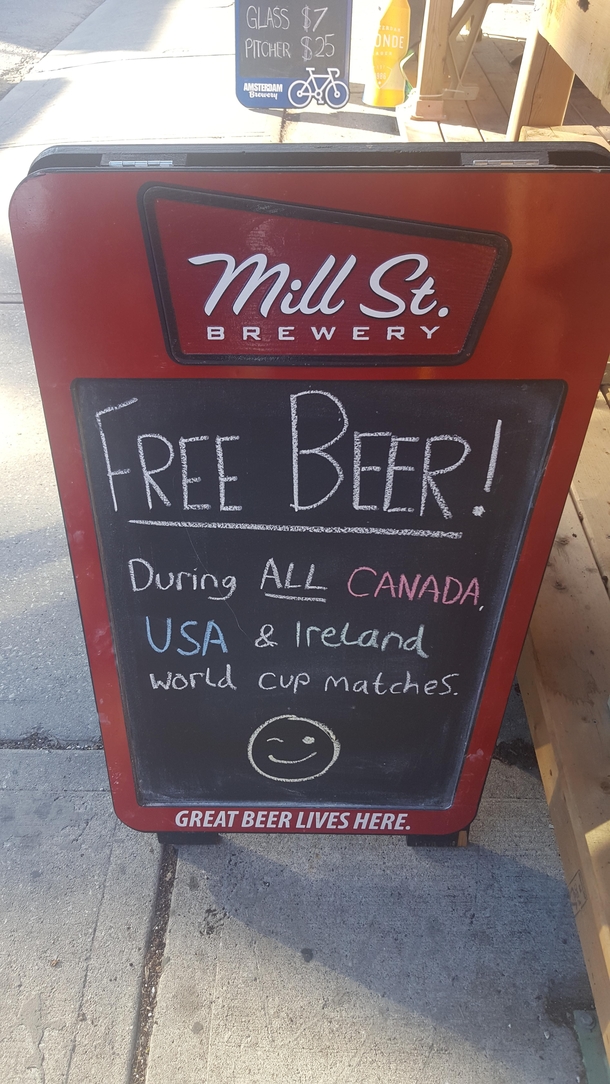 GLASS $7
PITCHER $25
AMSTERDAM
Brewery
ONDE
Mill St.
BREWERY
FREE BEER!
During ALL CANADA,
USA & Ireland
world cup matches.
GREAT BEER LIVES HERE.